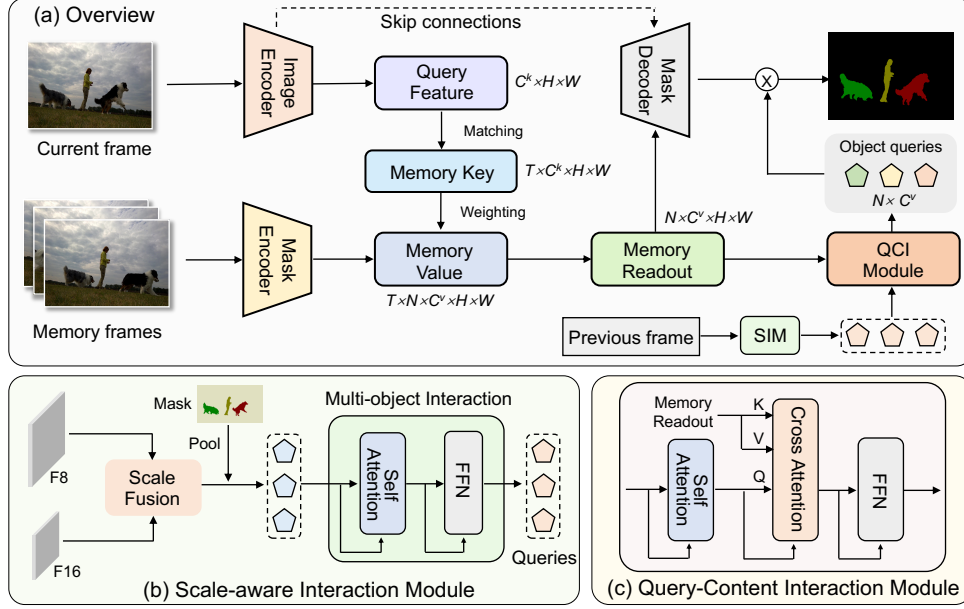 (a) Overview
Skip connections
Current frame
Image
Encoder
Query
Feature
C^k×H×W
Mask
Decoder
X
Object queries
N× C^v
Matching
Memory Key
T×C^k×H×W
Weighting
Memory frames
Mask
Encoder
Memory
Value
T×N×C^v×H×W
N×C^v×H×W
Memory
Readout
QCI
Module
Previous frame
SIM
Mask
Pool
F8
F16
Scale
Fusion
Multi-object Interaction
Self
Attention
FFN
Queries
(b) Scale-aware Interaction Module
Memory
Readout
K
V
Q
Self
Attention
Cross Attention
FFN
(c) Query-Content Interaction Module